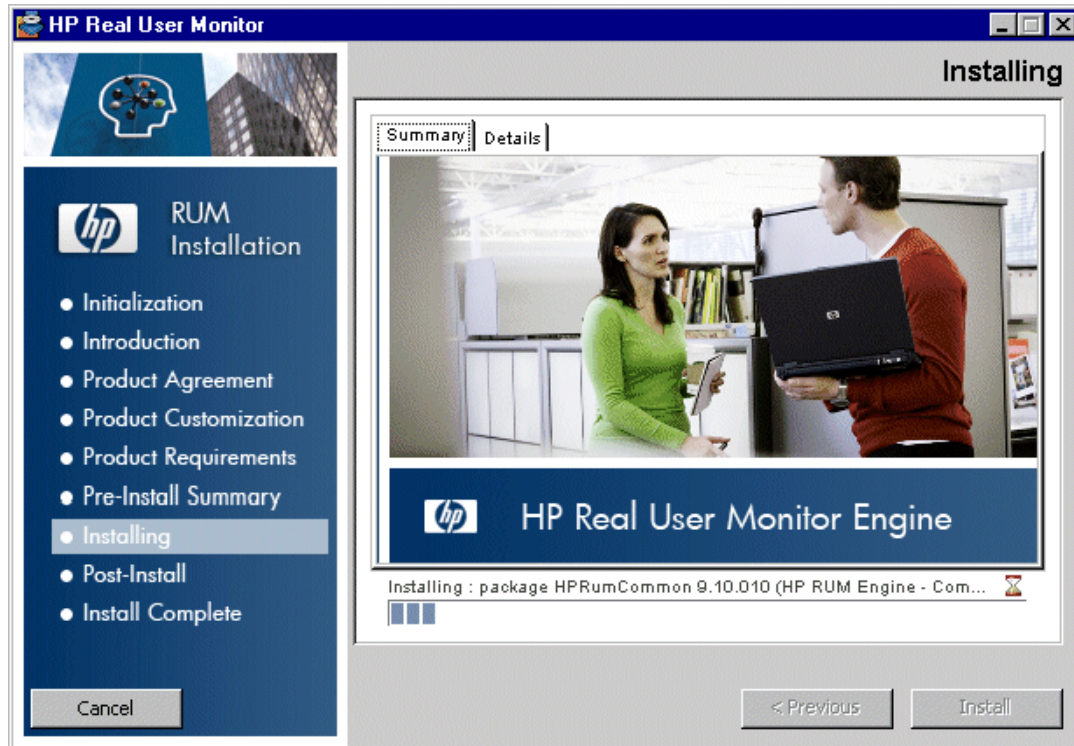 HP Real User Monitor
Installing
Summary
Details
hp
RUM
Installation
Initialization
Introduction
Product Agreement
Product Customization
Product Requirements
Pre-Install Summary
Installing
Post-Install
Install Complete
hp
HP Real User Monitor Engine
Installing : package HPRumCommon 9.10.010 (HP RUM Engine - Com...
Cancel
< Previous
Install